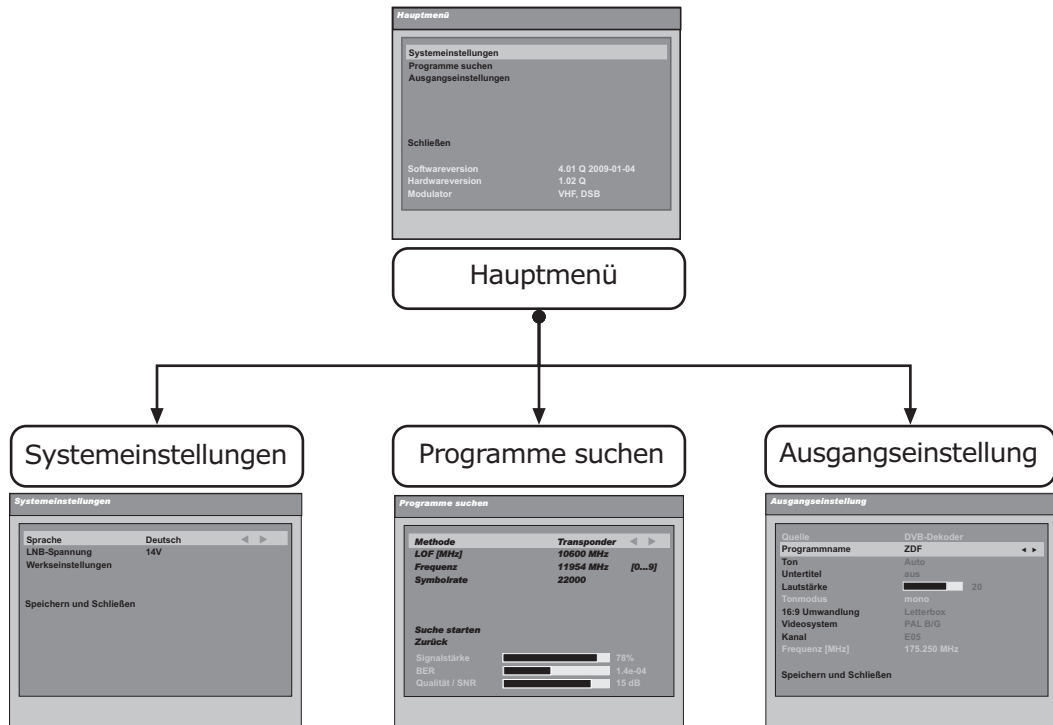 Hauptmenü
Systemeinstellungen
Programme suchen
Ausgangseinstellungen
Schließen
Softwareversion 4.01 Q 2009-01-04
Hardwareversion 1.02 Q
Modulator VHF, DSB
Hauptmenü
Systemeinstellungen
Programme suchen
Ausgangseinstellung
Systemeinstellungen
Sprache Deutsch
LNB-Spannung 14V
Werkseinstellungen
Speichern und Schließen
Programme suchen
Methode Transponder
LOF [MHz] 10600 MHz
Frequenz 11954 MHz [0...9]
Symbolrate 22000
Suche starten
Zurück
Signalstärke 78%
BER 1.4e-04
Qualität / SNR 15 dB
Ausgangseinstellung
Quelle DVB-Dekoder
Programmname ZDF
Ton Auto
Untertitel aus
Lautstärke 20
Tonmodus mono
16:9 Umwandlung Letterbox
Videosystem PAL B/G
Kanal E05
Frequenz [MHz] 175.250 MHz
Speichern und Schließen